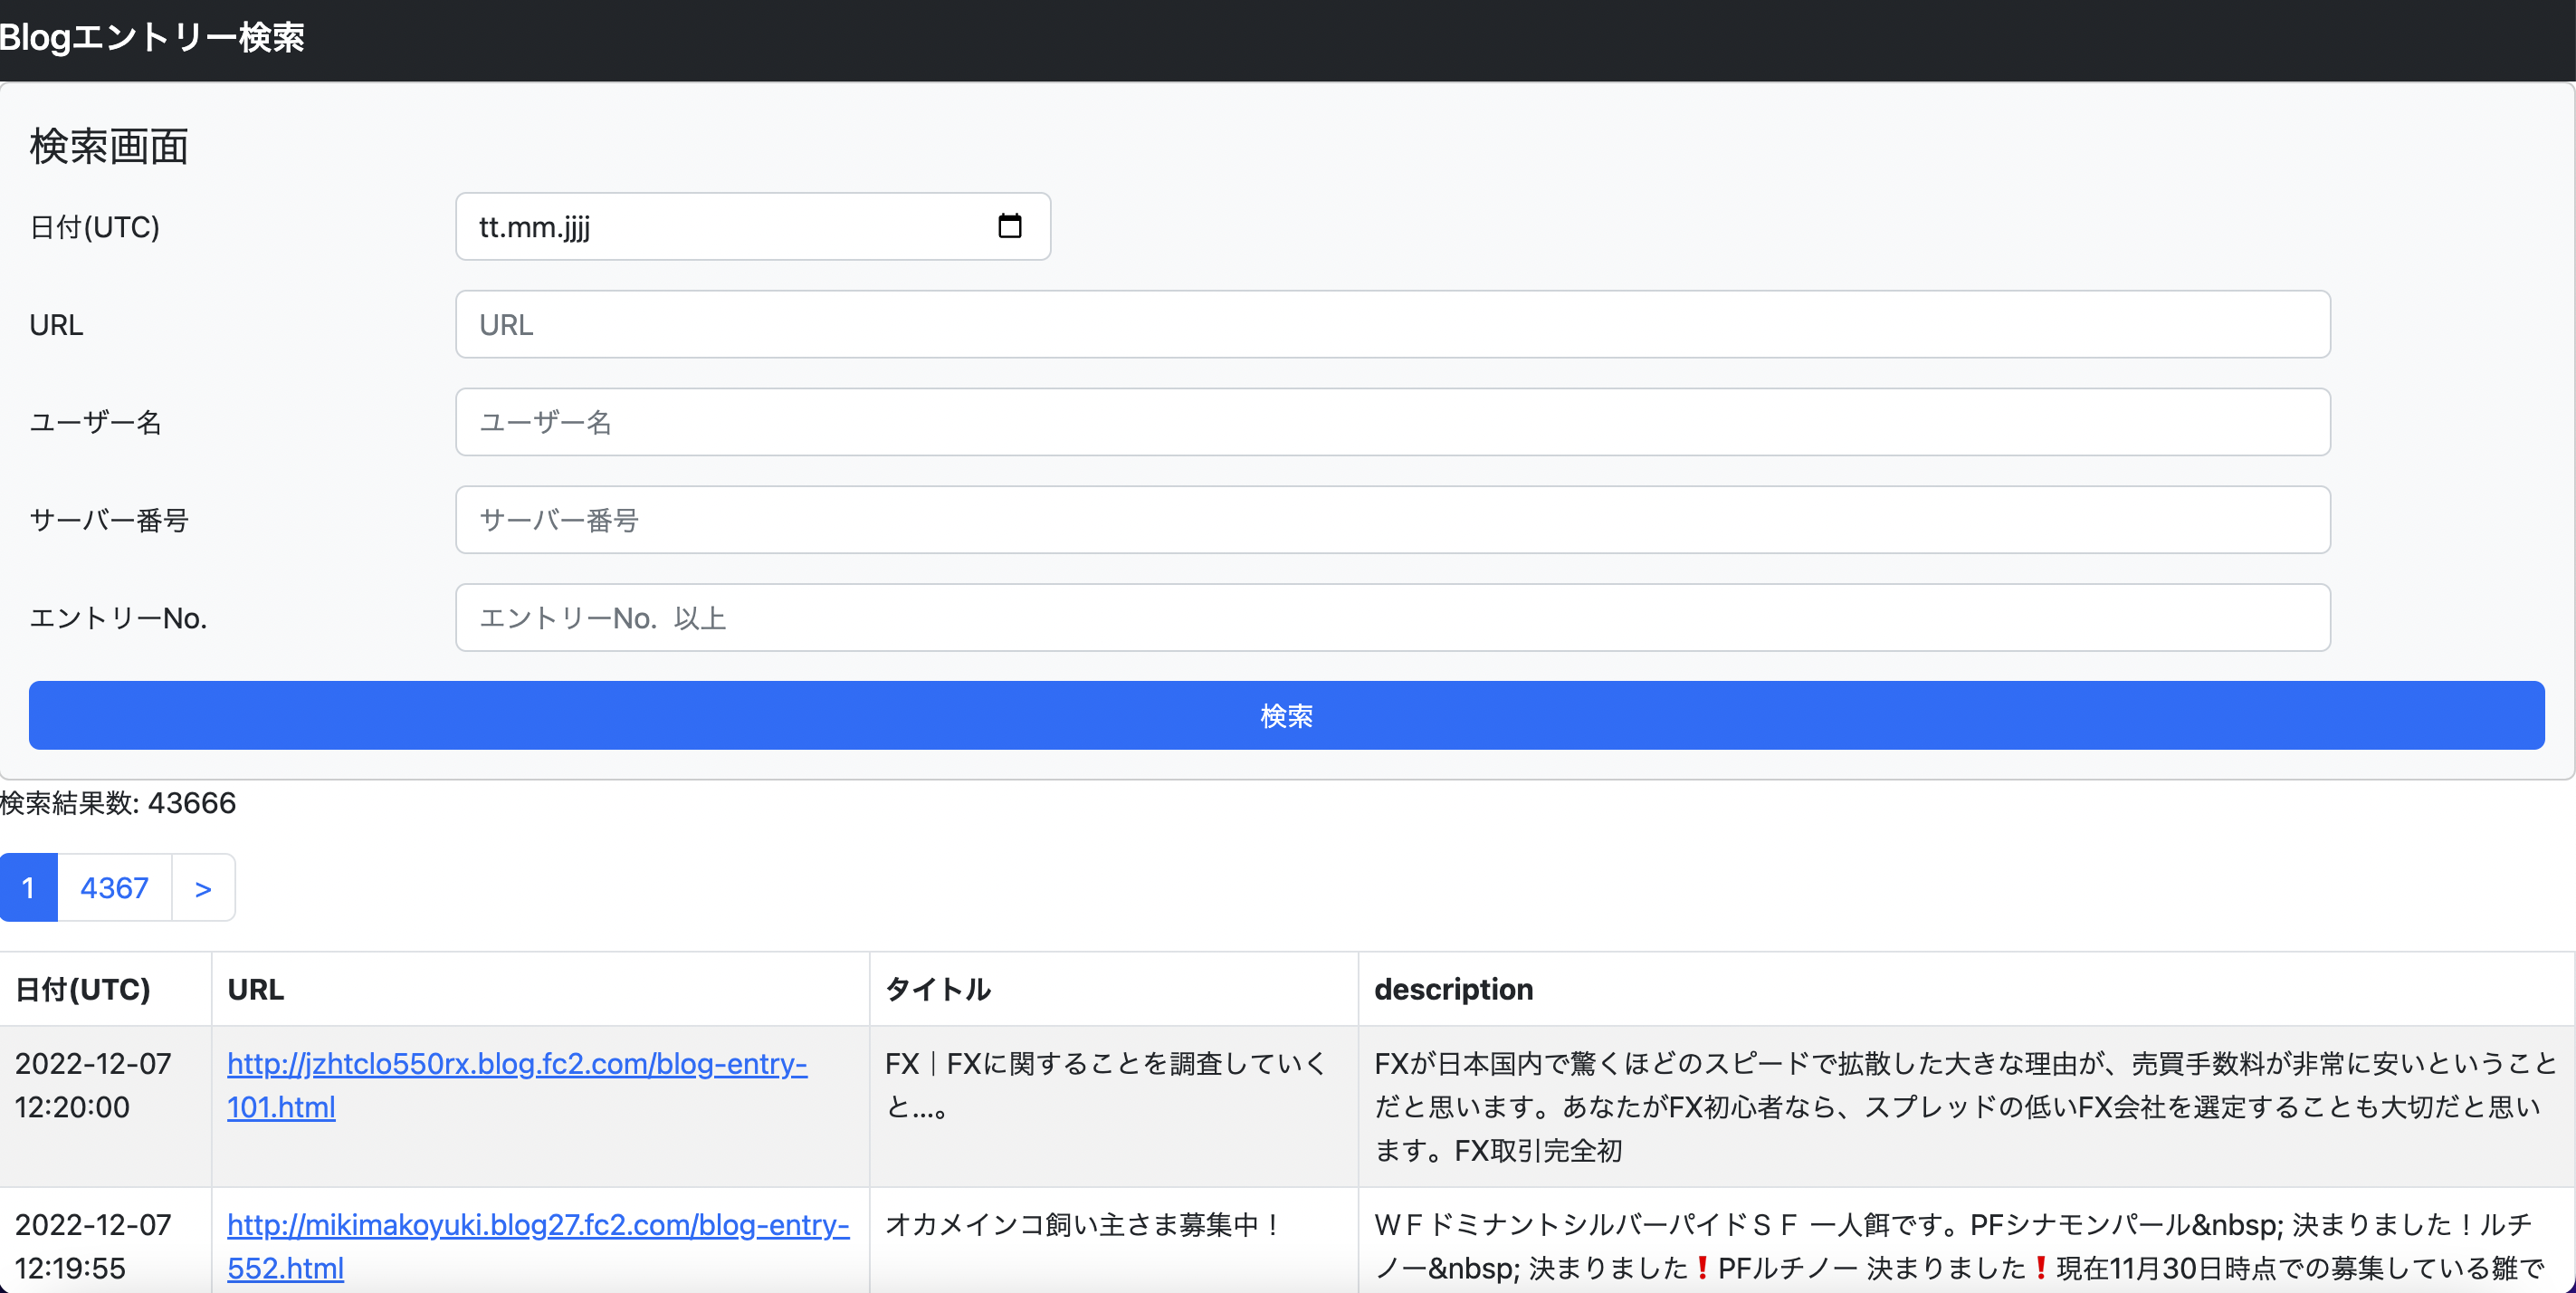 Blogエントリー検索
検索画面
日付(UTC)
tt.mm.jjjj
URL
URL
ユーザー名
ユーザー名
サーバー番号
サーバー番号
エントリーNo.
エントリーNo. 以上
検索
検索結果数: 43666
1 4367 >
日付(UTC) URL タイトル description
2022-12-07
12:20:00
http://jzhtclo550rx.blog.fc2.com/blog-entry-
101.html
FX｜FXに関することを調査していく
と...。
FXが日本国内で驚くほどのスピードで拡散した大きな理由が、売買手数料が非常に安いということ
だと思います。あなたがFX初心者なら、スプレッドの低いFX会社を選定することも大切だと思い
ます。FX取引完全初
2022-12-07
12:19:55
http://mikimakoyuki.blog27.fc2.com/blog-entry-
552.html
オカメインコ飼い主さま募集中！
ＷＦドミナントシルバーパイドＳＦ 一人餌です。PFシナモンパール&nbsp; 決まりました！ルチ
ノー&nbsp; 決まりました❗PFルチノー 決まりました❗現在11月30日時点での募集している雛で